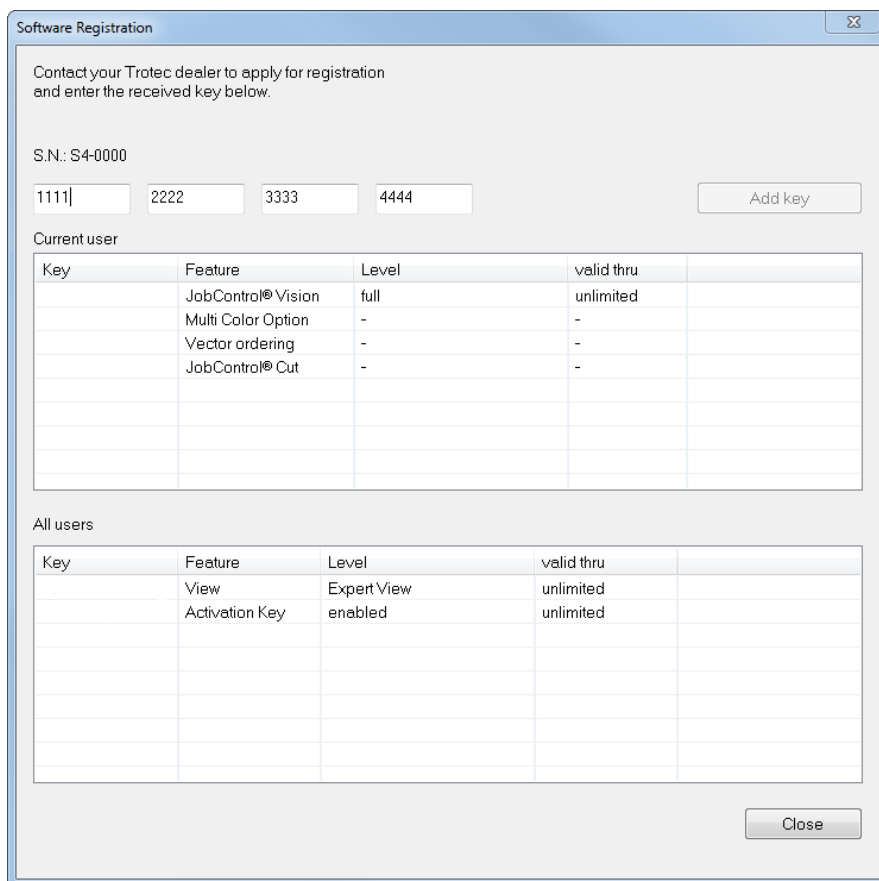 Software Registration
Contact your Trotec dealer to apply for registration
and enter the received key below.
S.N.: S4-0000
1111 2222 3333 4444 Add key
Current user
Key Feature Level valid thru
JobControl® Vision full unlimited
Multi Color Option - -
Vector ordering - -
JobControl® Cut - -
All users
Key Feature Level valid thru
View Expert View unlimited
Activation Key enabled unlimited
Close